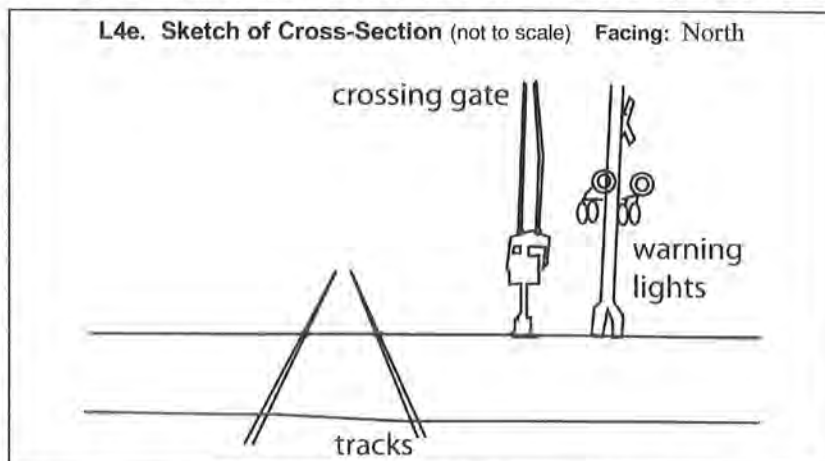 L4e. Sketch of Cross-Section (not to scale) Facing: North
crossing gate
warning
lights
tracks